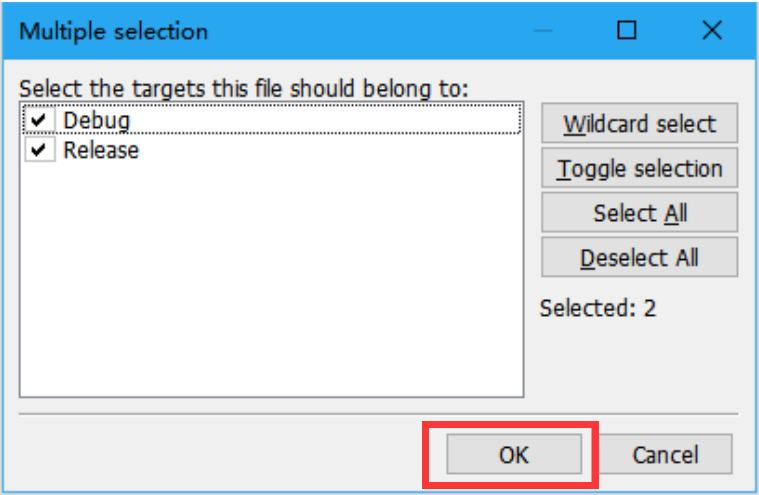 Multiple selection
Select the targets this file should belong to:
Debug
Release
Wildcard select
Toggle selection
Select All
Deselect All
Selected: 2
OK
Cancel